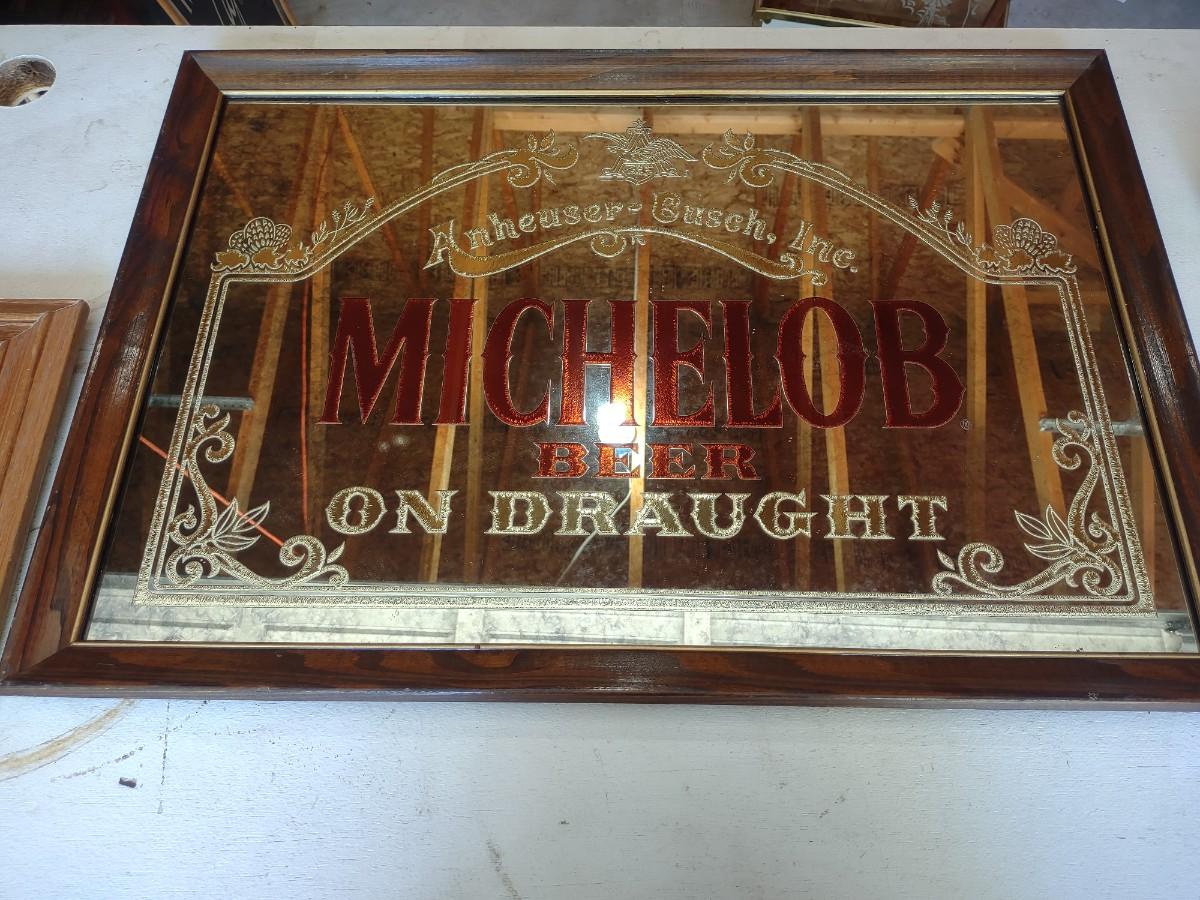 Anheuser-Busch, Inc.
MICHELOB®
BEER
ON DRAUGHT